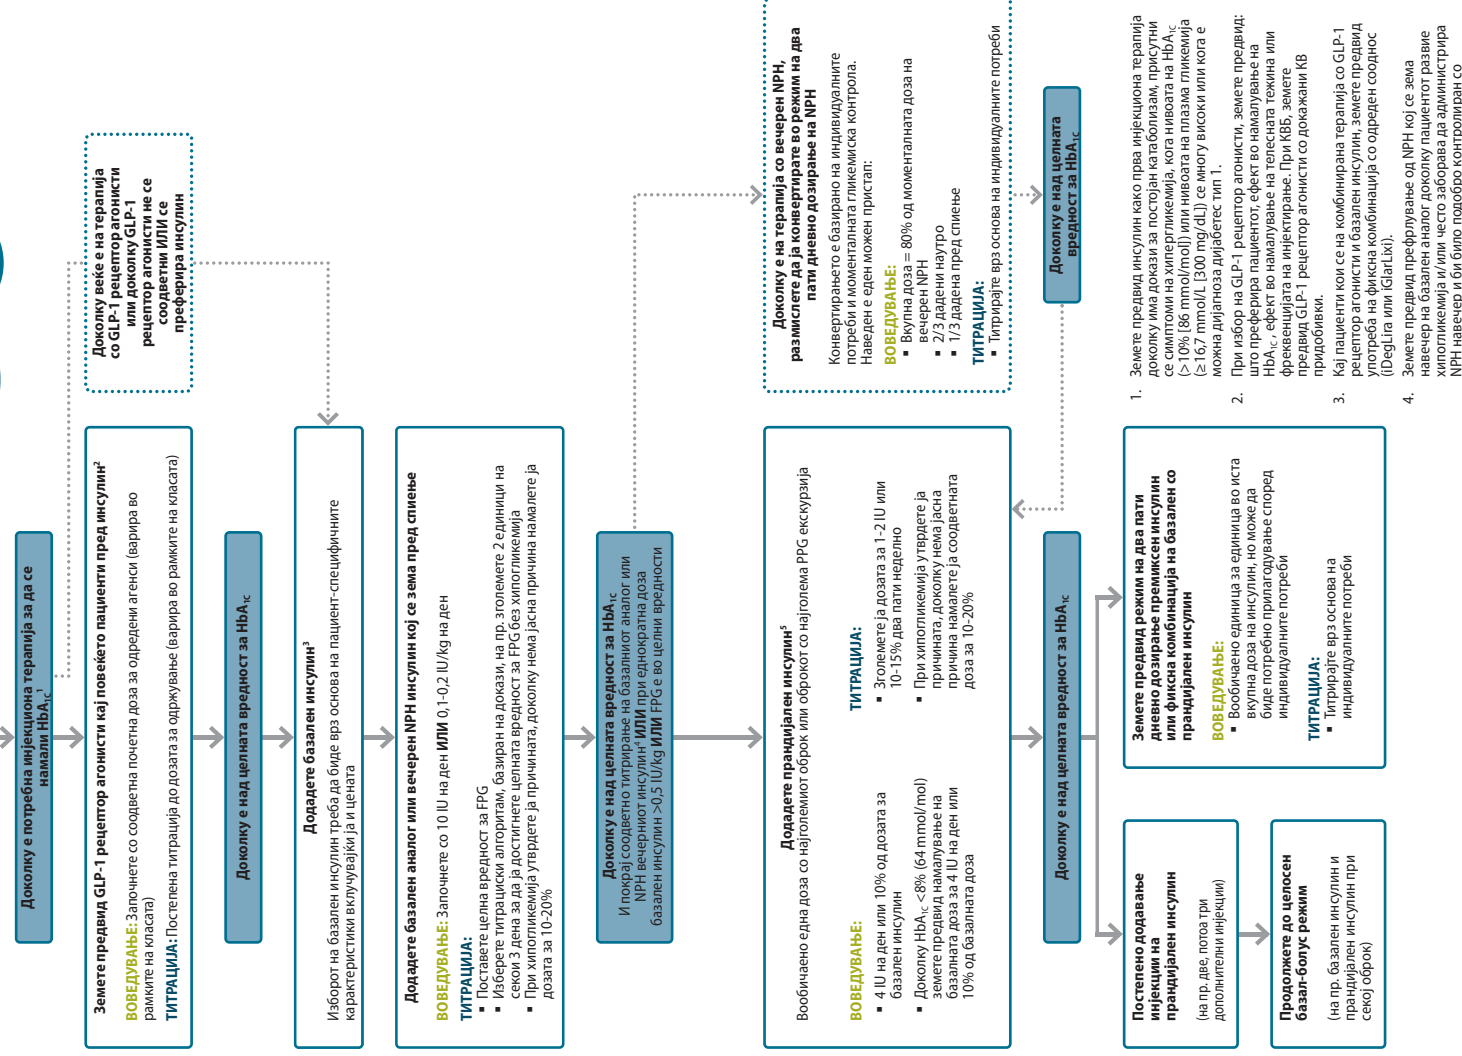 Доколку е потребна инјекциона терапија за да се
намали HbA1c1
Земете предвид GLP-1 рецептор агонисти кај повеќето пациенти пред инсулин2
ВОВЕДУВАЊЕ: Започнете со соодветна почетна доза за одредени агенси (варира во
рамките на класата)
ТИТРАЦИЈА: Постепена титрација до дозата за одржување (варира во рамките на класата)
Доколку веќе е на терапија
со GLP-1 рецептор агонисти
или доколку GLP-1
рецептор агонисти не се
соодветни ИЛИ се
преферира инсулин
Доколку е над целната вредност за HbA1c
Додадете базален инсулин3
Изборот на базален инсулин треба да биде врз основа на пациент-специфичните
карактеристики вклучувајќи ја и цената
Додадете базален аналог или вечерен NPH инсулин кој се зема пред спиење
ВОВЕДУВАЊЕ: Започнете со 10 IU на ден ИЛИ 0,1-0,2 IU/kg на ден
ТИТРАЦИЈА:
▪ Поставете целна вредност за FPG
▪ Изберете титрациски алгоритам, базиран на докази, на пр. зголемете 2 единици на
секои 3 дена за да ја достигнете целната вредност за FPG без хипогликемија
▪ При хипогликемија утврдете ја причината, доколку нема јасна причина намалете ја
дозата за 10-20%
Доколку е над целната вредност за HbA1c
И покрај соодветно титрирање на базалниот аналог или
NPH вечерниот инсулин4 ИЛИ при еднократна доза
базален инсулин >0,5 IU/kg ИЛИ FPG е во целни вредности
Додадете прандијален инсулин5
Вообичаено една доза со најголемиот оброк или оброкот со најголема PPG екскурзија
ВОВЕДУВАЊЕ:
▪ 4 IU на ден или 10% од дозата за
базален инсулин
▪ Доколку HbA1c <8% (64 mmol/mol)
земете предвид намалување на
базалната доза за 4 IU на ден или
10% од базалната доза
ТИТРАЦИЈА:
▪ Зголемете ја дозата за 1-2 IU или
10-15% два пати неделно
▪ При хипогликемија утврдете ја
причината, доколку нема јасна
причина намалете ја соодветната
доза за 10-20%
Доколку е на терапија со вечерен NPH,
размислете да ја конвертирате во режим на два
пати дневно дозирање на NPH
Конвертирањето е базирано на индивидуалните
потреби и моменталната гликемиска контрола.
Наведен е еден можен пристап:
ВОВЕДУВАЊЕ:
▪ Вкупна доза = 80% од моменталната доза на
вечерен NPH
▪ 2/3 дадени наутро
▪ 1/3 дадена пред спиење
ТИТРАЦИЈА:
▪ Титрирајте врз основа на индивидуалните потреби
Доколку е над целната
вредност за HbA1c
Доколку е над целната вредност за HbA1c
Постепено додавање
инјекции на
прандијален инсулин
(на пр. две, потоа три
дополнителни инјекции)
Продолжете до целосен
базал-болус режим
(на пр. базален инсулин и
прандијален инсулин при
секој оброк)
Земете предвид режим на два пати
дневно дозирање премиксен инсулин
или фиксна комбинација на базален со
прандијален инсулин
ВОВЕДУВАЊЕ:
▪ Вообичаено единица за единица во иста
вкупна доза на инсулин, но може да
биде потребно прилагодување според
индивидуалните потреби
ТИТРАЦИЈА:
▪ Титрирајте врз основа на
индивидуалните потреби
1. Земете предвид инсулин како прва инјекциона терапија
доколку има докази за постојан катаболизам, присутни
се симптоми на хипергликемија, кога нивоата на HbA1c
(>10% [86 mmol/mol]) или нивоата на плазма гликемија
(≥16,7 mmol/L [300 mg/dL]) се многу високи или кога е
можна дијагноза дијабетес тип 1.
2. При избор на GLP-1 рецептор агонисти, земете предвид:
што преферира пациентот, ефект во намалување на
HbA1c, ефект во намалување на телесната тежина или
фреквенцијата на инјектирање. При КВБ, земете
предвид GLP-1 рецептор агонисти со докажани КВ
придобивки.
3. Кај пациенти кои се на комбинирана терапија со GLP-1
рецептор агонисти и базален инсулин, земете предвид
употреба на фиксна комбинација со одреден сооднос
(iDegLira или iGlarLixi).
4. Земете предвид префрлување од NPH кој се зема
навечер на базален аналог доколку пациентот развие
хипогликемија и/или често заборава да администрира
NPH навечер и би било подобро контролиран со